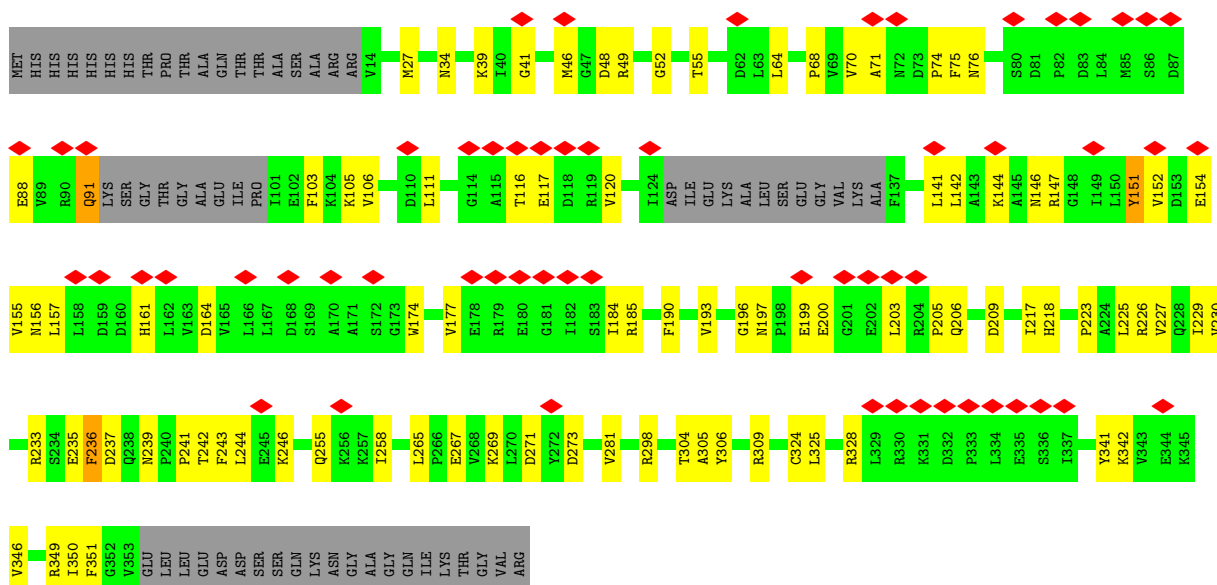 MET HIS HIS HIS HIS HIS HIS THR PRO THR ALA GLN THR THR ALA SER ALA ARG ARG V14 M27 N34 K39 I40 G41 M46 G47 D48 R49 G52 T55 D62 L63 L64 P68 V69 V70 A71 N72 D73 P74 F75 N76 S80 D81 P82 D83 L84 M85 S86 D87
E88 V89 R90 Q91 LYS SER GLY THR GLY ALA GLU ILE PRO I101 E102 F103 K104 K105 V106 D110 L111 G114 A115 T116 E117 D118 R119 V120 I124 ASP ILE GLU LYS ALA LEU SER GLU GLY VAL LYS ALA F137 L141 L142 A143 K144 A145 N146 R147 G148 I149 L150 Y151 V152 D153 E154
V155 N156 L157 L158 D159 D160 H161 L162 V163 D164 V165 L166 L167 D168 S169 A170 A171 S172 G173 W174 V177 E178 R179 E180 G181 I182 S183 I184 R185 F190 V193 G196 N197 P198 E199 E200 G201 E202 L203 R204 P205 Q206 D209 I217 H218 P223 A224 L225 R226 V227 Q228 I229 V230
R233 S234 E235 F236 D237 Q238 N239 P240 P241 T242 F243 L244 E245 K246 Q255 K256 K257 I258 L265 P266 E267 V268 K269 L270 D271 Y272 D273 V281 R298 T304 A305 Y306 R309 C324 L325 R328 L329 R330 K331 D332 P333 L334 E335 S336 I337 Y341 K342 V343 E344 K345
V346 R349 I350 F351 G352 V353 GLU LEU LEU GLU ASP ASP SER SER GLN LYS ASN GLY ALA GLY GLN ILE LYS THR GLY VAL ARG